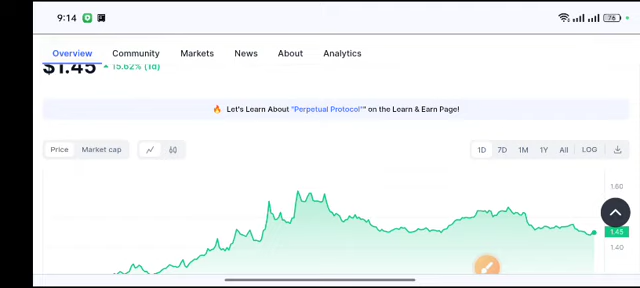 9:14
76
Overview Community Markets News About Analytics
$1.45 15.62% (1d)
🔥 Let's Learn About "Perpetual Protocol"" on the Learn & Earn Page!
Price Market cap 1D 7D 1M 1Y All LOG
1.60
1.45
1.40